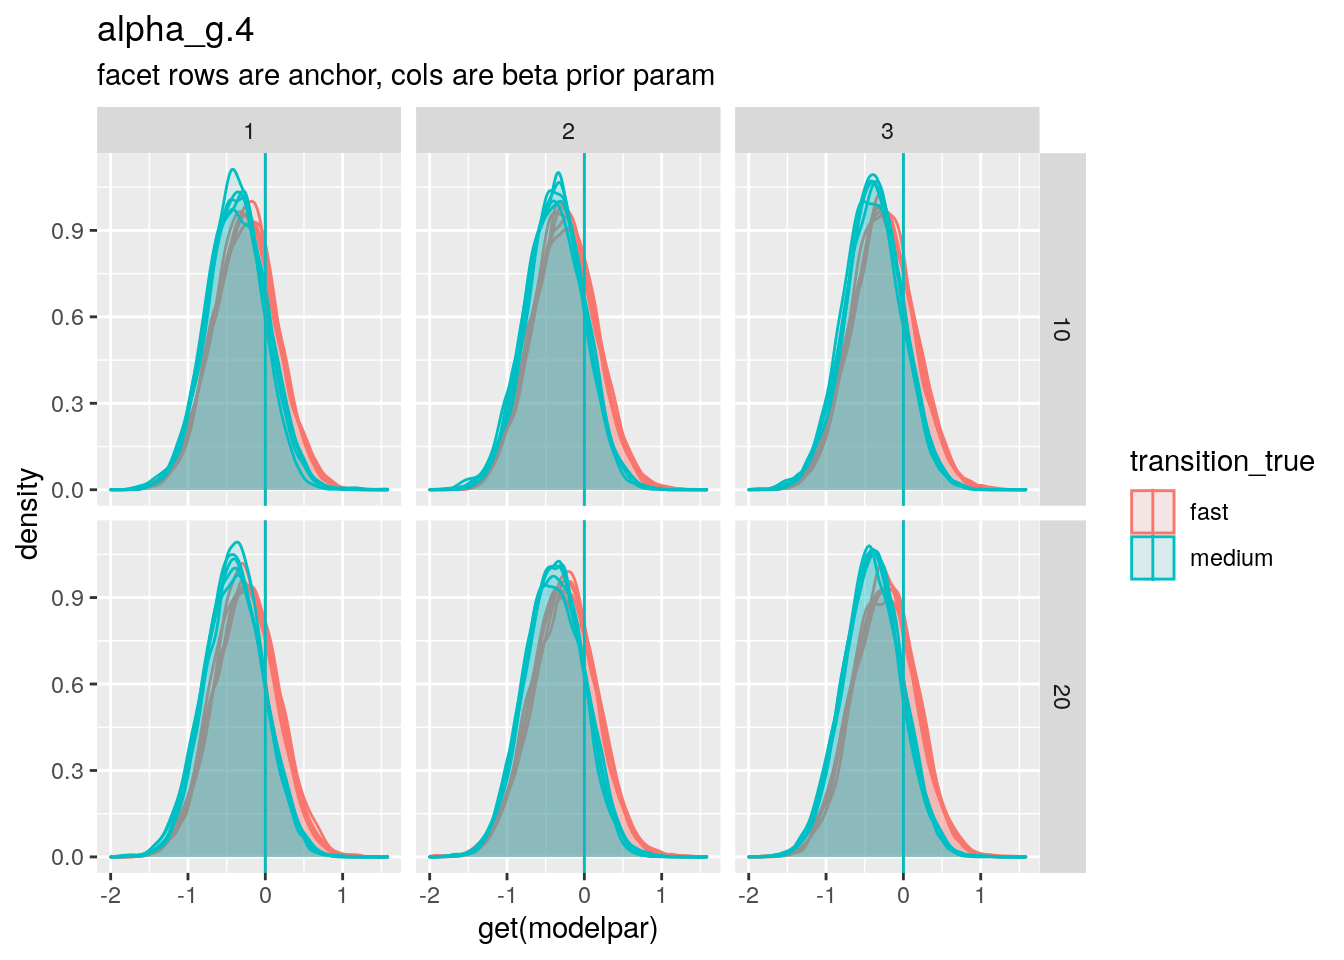 alpha_g.4
facet rows are anchor, cols are beta prior param
1 2 3
0.9
0.6
0.3
0.0
10
0.9
0.6
0.3
0.0
20
-2 -1 0 1 -2 -1 0 1 -2 -1 0 1
get(modelpar)
density
transition_true
fast
medium